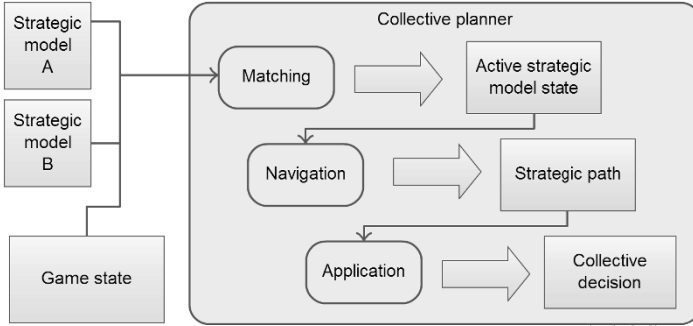 Strategic
model
A
Strategic
model
B
Game state
Collective planner
Matching
Active strategic
model state
Navigation
Strategic path
Application
Collective
decision